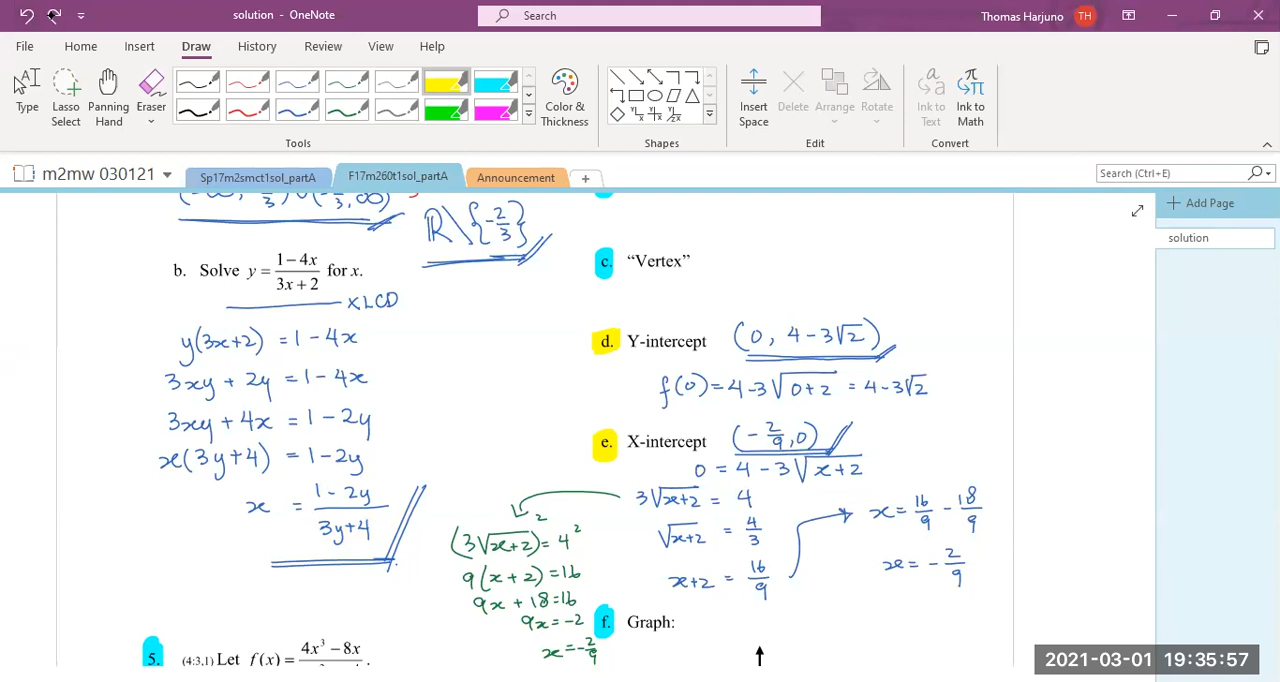 solution - OneNote
Search
Thomas Harjuno TH
File Home Insert Draw History Review View Help
Type
Lasso Select
Panning Hand
Eraser
Color & Thickness
Insert Space
Delete
Arrange
Rotate
Ink to Text
Ink to Math
Tools Shapes Edit Convert
m2mw 030121
Sp17m2smct1sol_partA
F17m260t1sol_partA
Announcement
Search (Ctrl+E)
Add Page
solution
ℝ\{-2/3}
b. Solve y = (1-4x)/(3x+2) for x.
× LCD
y(3x+2) = 1-4x
3xy + 2y = 1-4x
3xy + 4x = 1-2y
x(3y+4) = 1-2y
x = (1-2y)/(3y+4)
5. (4:3,1) Let f(x) =
4x³ − 8x
c. “Vertex”
d. Y-intercept (0, 4-3√2)
f(0) = 4-3√(0+2) = 4-3√2
e. X-intercept (-2/9, 0)
0 = 4-3√(x+2)
3√(x+2) = 4
√(x+2) = 4/3
x+2 = 16/9
x = 16/9 - 18/9
x = -2/9
(3√(x+2))² = 4²
9(x+2) = 16
9x + 18 = 16
9x = -2
x = -2/9
f. Graph:
2021-03-01 19:35:57